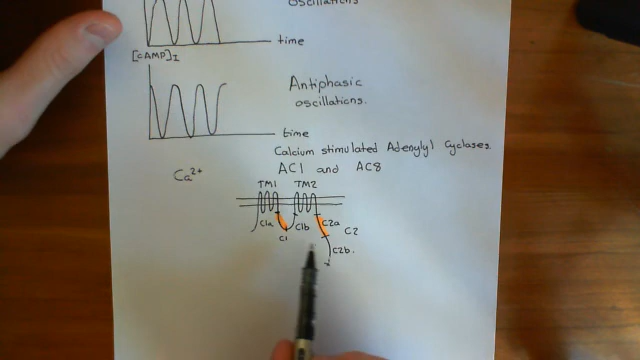 oscillations
time
[cAMP]I
Antiphasic
oscillations.
time
Calcium stimulated Adenylyl Cyclases.
AC1 and AC8
Ca2+
TM1 TM2
C1a C1b C2a C2
C1
C2b.